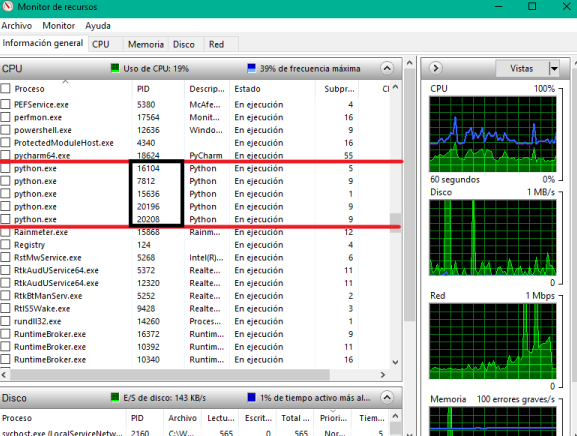 Monitor de recursos
Archivo Monitor Ayuda
Información general CPU Memoria Disco Red
CPU Uso de CPU: 19% 39% de frecuencia máxima
Proceso PID Descrip... Estado Subpr...
PEFService.exe 5380 McAfe... En ejecución 4
perfmon.exe 17564 Monit... En ejecución 16
powershell.exe 12636 Windo... En ejecución
ProtectedModuleHost.exe 4340 En ejecución 16
pycharm64.exe 18624 PyCharm En ejecución 55
python.exe 16104 Python En ejecución 5
python.exe 7812 Python En ejecución 1
python.exe 15636 Python En ejecución 1
python.exe 20196 Python En ejecución 9
python.exe 20208 Python En ejecución 9
Rainmeter.exe 15868 Rainm... En ejecución 12
Registry 124 En ejecución 4
RstMwService.exe 5268 Intel(R)... En ejecución 4
RtkAudUService64.exe 5372 Realte... En ejecución 11
RtkAudUService64.exe 12320 Realte... En ejecución 11
RtkBtManServ.exe 5252 Realte... En ejecución 2
RtlS5Wake.exe 9428 Realte... En ejecución 3
rundll32.exe 14260 Proces... En ejecución 1
RuntimeBroker.exe 16372 Runtim... En ejecución 9
RuntimeBroker.exe 10392 Runtim... En ejecución 11
RuntimeBroker.exe 10340 Runtim... En ejecución 16
Disco E/S de disco: 143 KB/s 1% de tiempo activo más al...
Proceso PID Archivo Lectu... Escrit... Total ... Priori... Tiem...
svchost.exe (LocalServiceNetw... 2160 C:\W... 565 0 565 Nor... 5
Vistas
CPU 100%
60 segundos 0%
Disco 1 MB/s
0
Red 1 Mbps
0
Memoria 100 errores graves/s